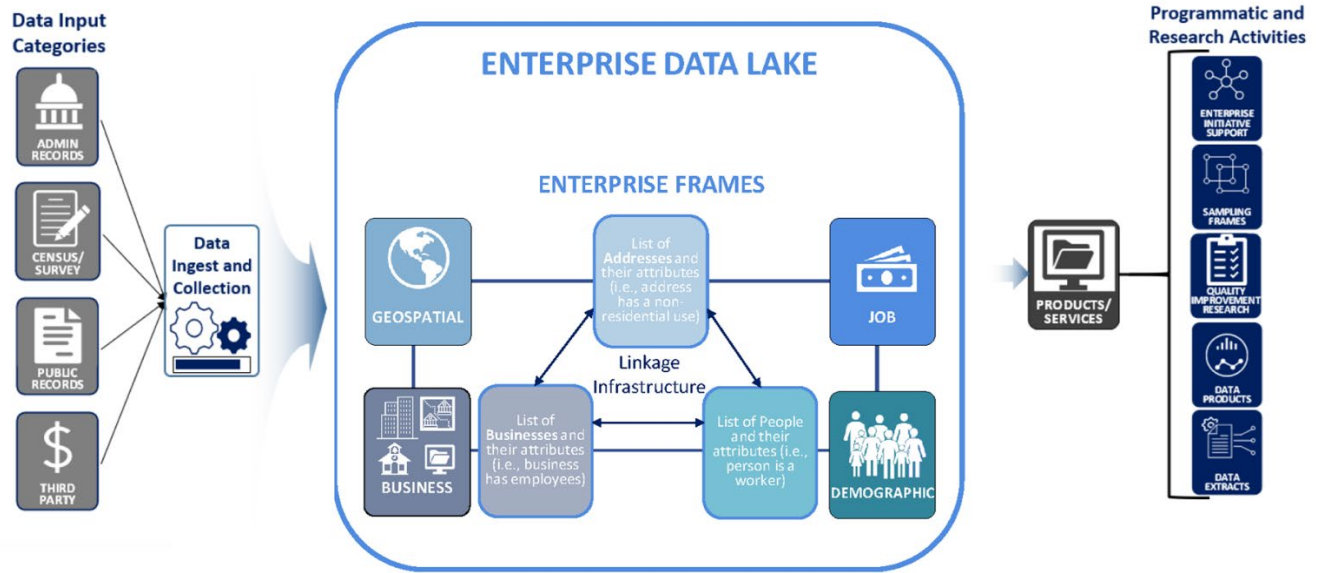 Data Input
Categories
ADMIN
RECORDS
CENSUS/
SURVEY
PUBLIC
RECORDS
THIRD
PARTY
Data
Ingest and
Collection
ENTERPRISE DATA LAKE
ENTERPRISE FRAMES
GEOSPATIAL
List of
Addresses and
their attributes
(i.e., address
has a non-
residential use)
JOB
Linkage
Infrastructure
BUSINESS
List of
Businesses and
their attributes
(i.e., business
has employees)
List of People
and their
attributes (i.e.,
person is a
worker)
DEMOGRAPHIC
PRODUCTS/
SERVICES
Programmatic and
Research Activities
ENTERPRISE
INITIATIVE
SUPPORT
SAMPLING
FRAMES
QUALITY
IMPROVEMENT
RESEARCH
DATA
PRODUCTS
DATA
EXTRACTS